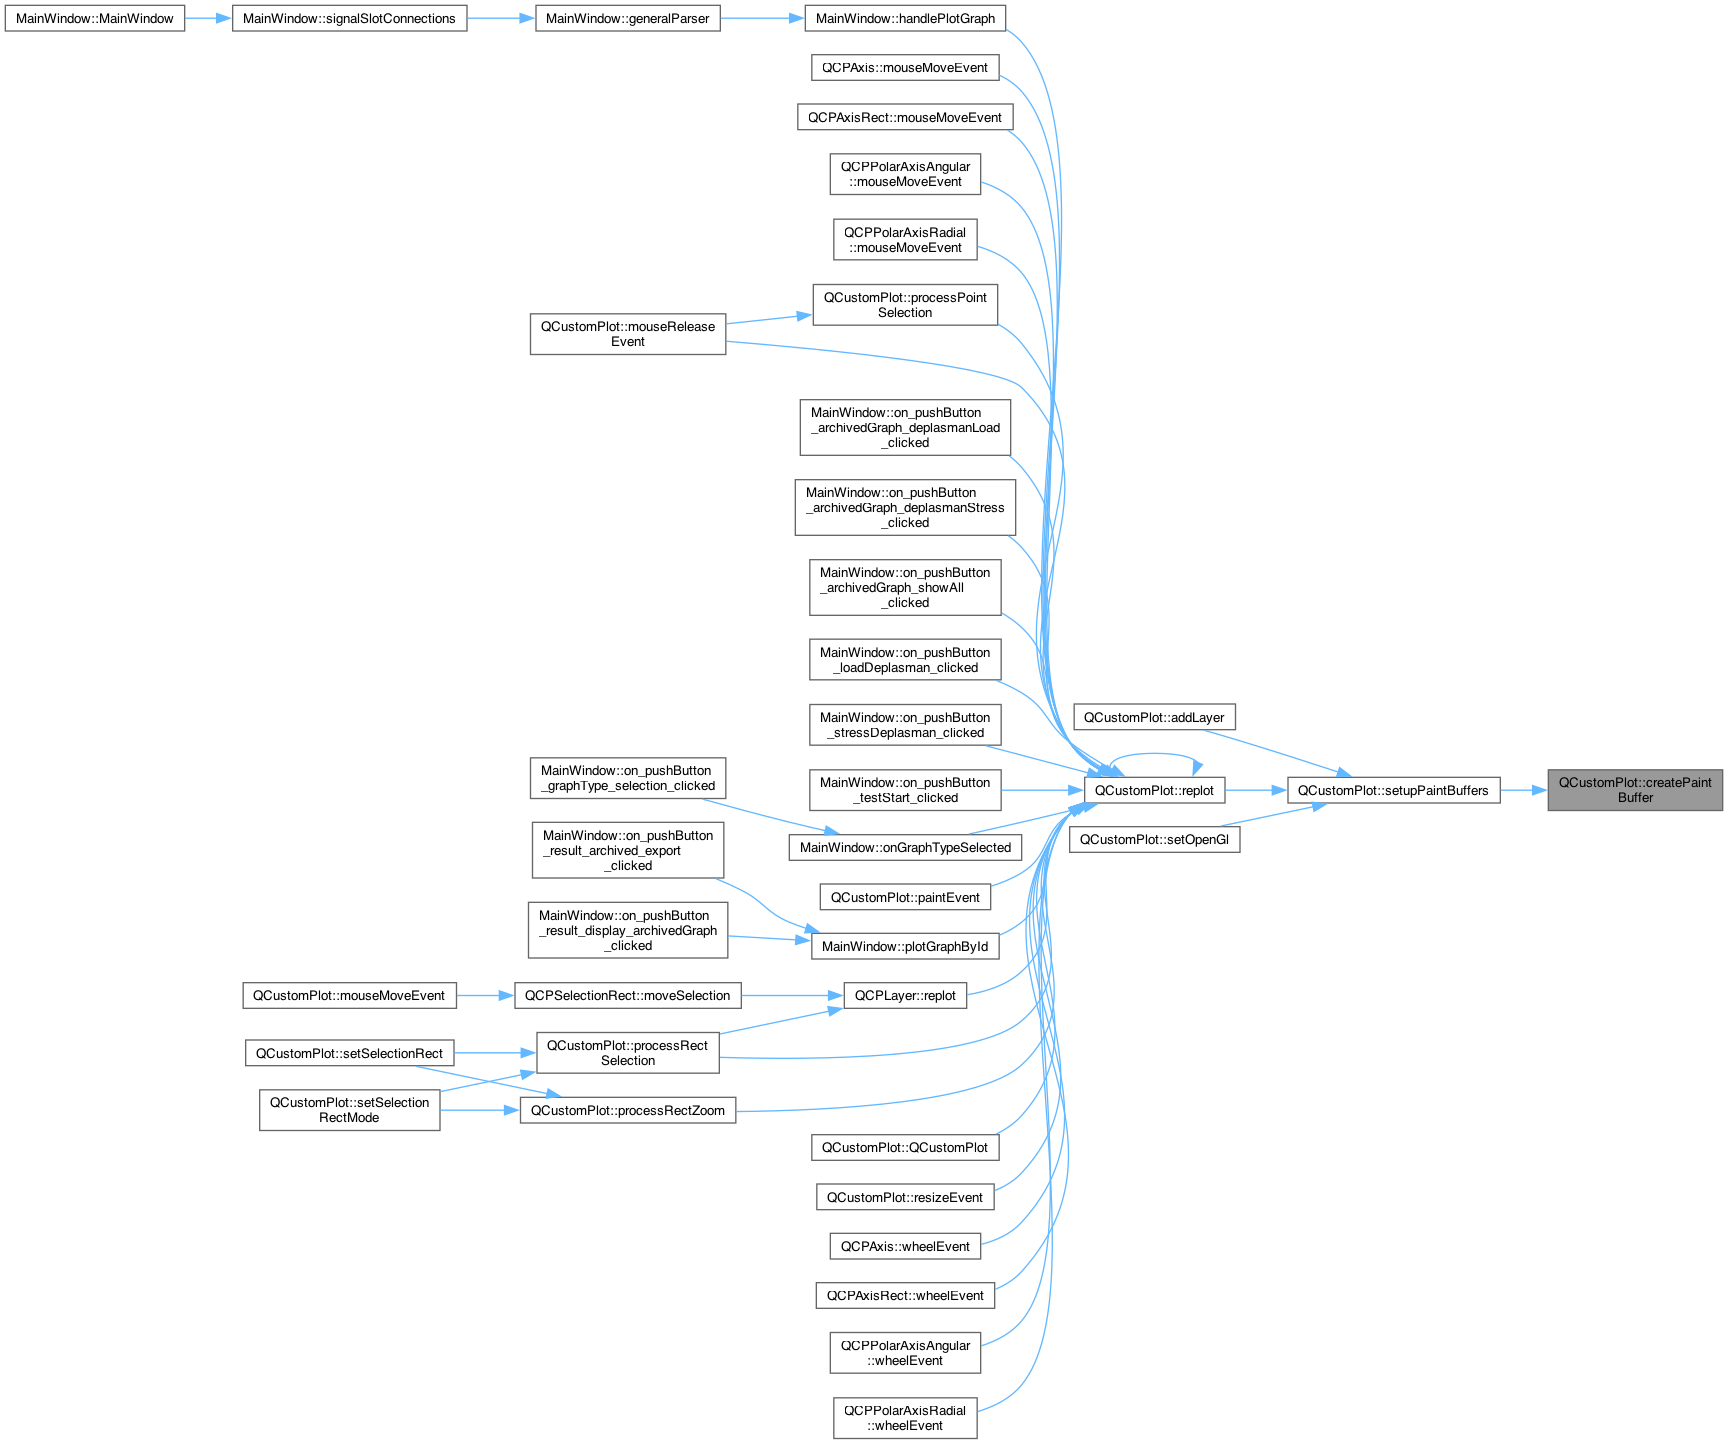 MainWindow::MainWindow
MainWindow::signalSlotConnections
MainWindow::generalParser
MainWindow::handlePlotGraph
QCPAxis::mouseMoveEvent
QCPAxisRect::mouseMoveEvent
QCPPolarAxisAngular
::mouseMoveEvent
QCPPolarAxisRadial
::mouseMoveEvent
QCustomPlot::processPoint
Selection
QCustomPlot::mouseRelease
Event
MainWindow::on_pushButton
_archivedGraph_deplasmanLoad
_clicked
MainWindow::on_pushButton
_archivedGraph_deplasmanStress
_clicked
MainWindow::on_pushButton
_archivedGraph_showAll
_clicked
MainWindow::on_pushButton
_loadDeplasman_clicked
MainWindow::on_pushButton
_stressDeplasman_clicked
QCustomPlot::addLayer
MainWindow::on_pushButton
_graphType_selection_clicked
MainWindow::on_pushButton
_testStart_clicked
QCustomPlot::replot
QCustomPlot::setupPaintBuffers
QCustomPlot::createPaint
Buffer
MainWindow::on_pushButton
_result_archived_export
_clicked
MainWindow::onGraphTypeSelected
QCustomPlot::setOpenGl
QCustomPlot::paintEvent
MainWindow::on_pushButton
_result_display_archivedGraph
_clicked
MainWindow::plotGraphById
QCustomPlot::mouseMoveEvent
QCPSelectionRect::moveSelection
QCPLayer::replot
QCustomPlot::setSelectionRect
QCustomPlot::processRect
Selection
QCustomPlot::setSelection
RectMode
QCustomPlot::processRectZoom
QCustomPlot::QCustomPlot
QCustomPlot::resizeEvent
QCPAxis::wheelEvent
QCPAxisRect::wheelEvent
QCPPolarAxisAngular
::wheelEvent
QCPPolarAxisRadial
::wheelEvent